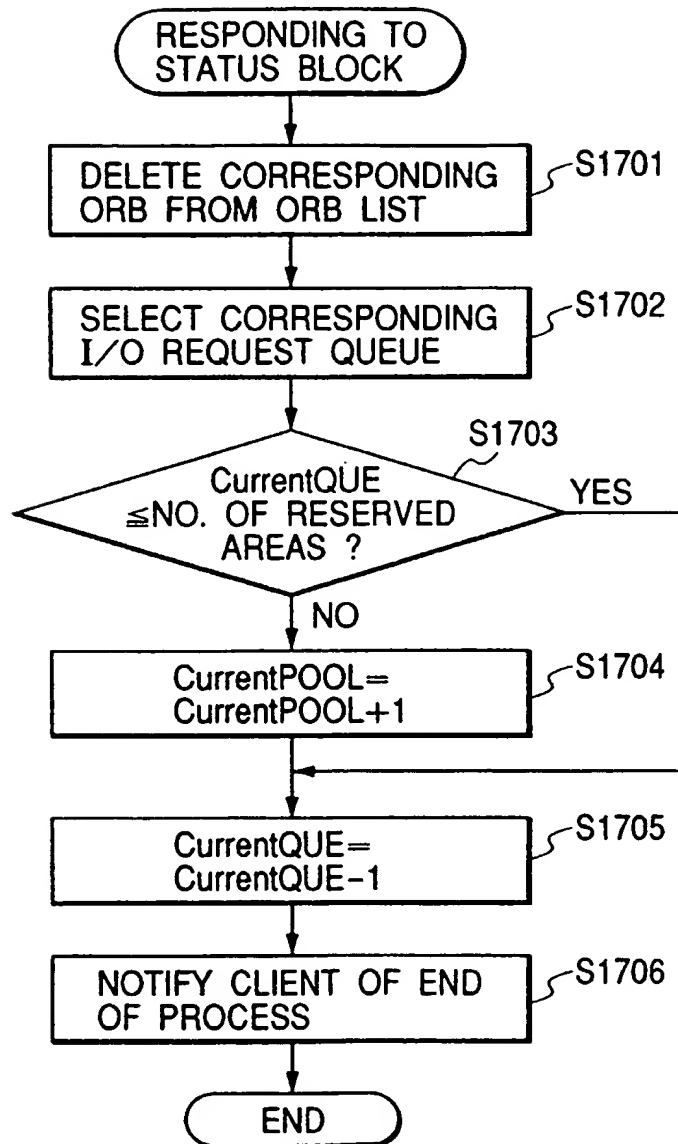 RESPONDING TO
STATUS BLOCK
DELETE CORRESPONDING
ORB FROM ORB LIST
S1701
SELECT CORRESPONDING
I/O REQUEST QUEUE
S1702
S1703
CurrentQUE
≦NO. OF RESERVED
AREAS ?
YES
NO
CurrentPOOL=
CurrentPOOL+1
S1704
CurrentQUE=
CurrentQUE-1
S1705
NOTIFY CLIENT OF END
OF PROCESS
S1706
END